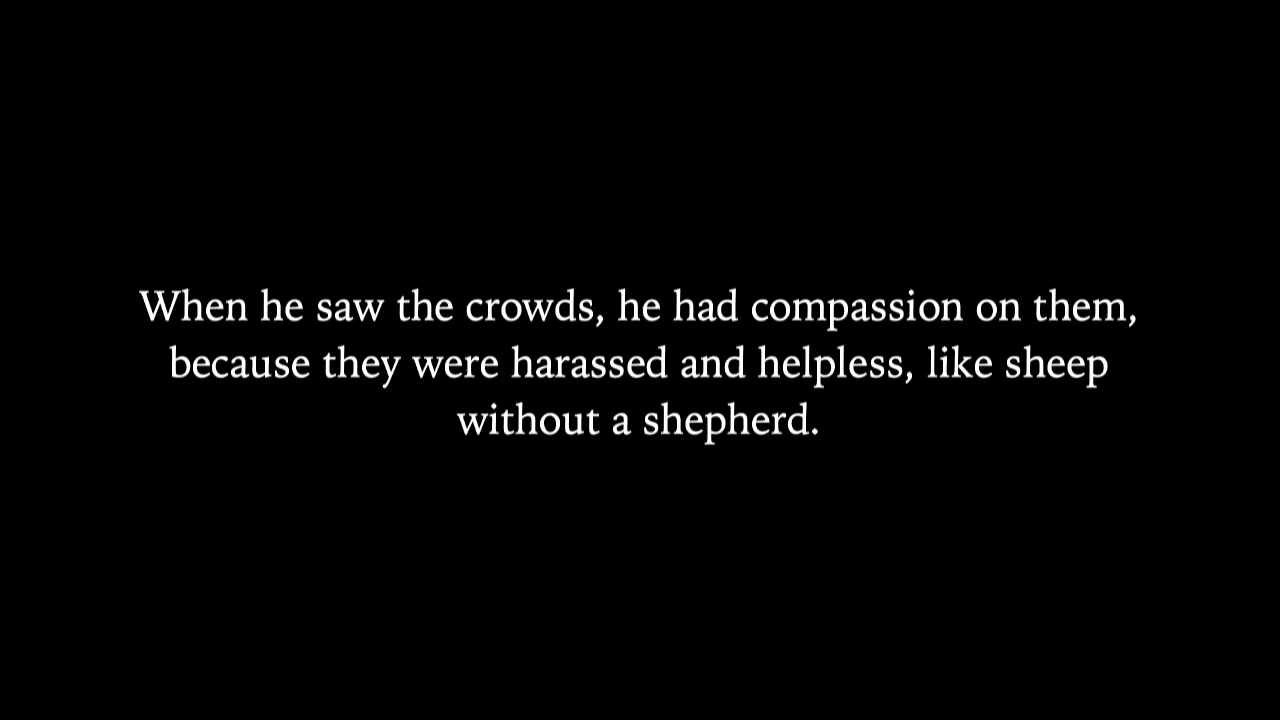 When he saw the crowds, he had compassion on them,
because they were harassed and helpless, like sheep
without a shepherd.